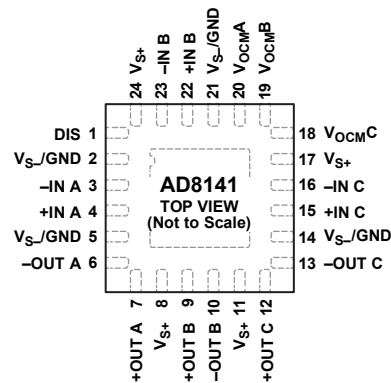 24 VS+
23 –IN B
22 +IN B
21 VS–/GND
20 VOCMA
19 VOCMB
DIS 1
VS–/GND 2
–IN A 3
+IN A 4
VS–/GND 5
–OUT A 6
AD8141
TOP VIEW
(Not to Scale)
18 VOCMC
17 VS+
16 –IN C
15 +IN C
14 VS–/GND
13 –OUT C
+OUT A 7
VS+ 8
+OUT B 9
–OUT B 10
VS+ 11
+OUT C 12